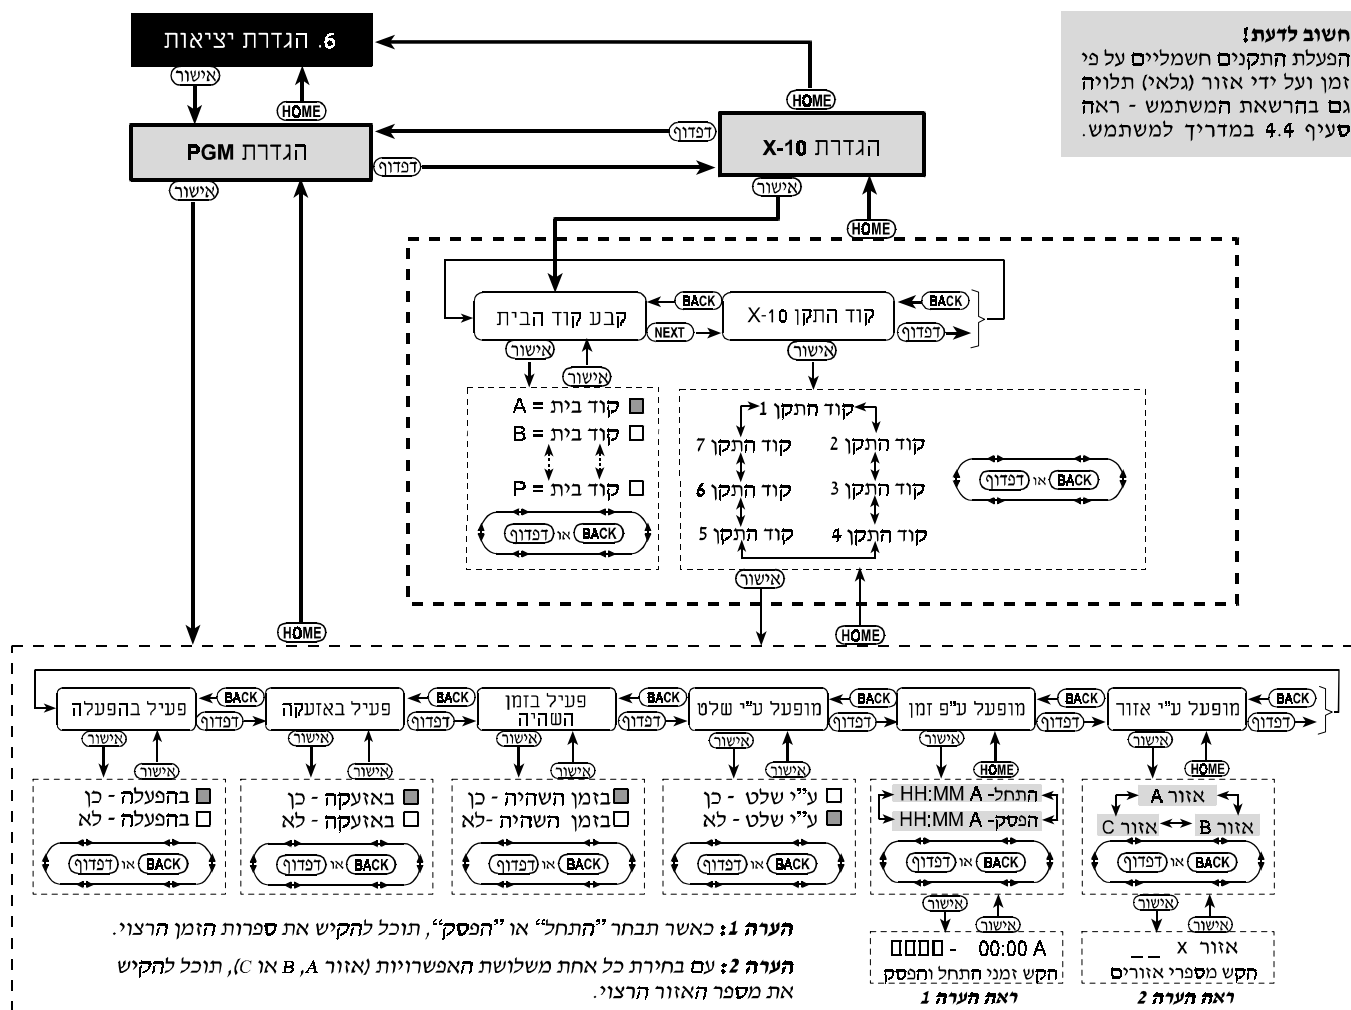 חשוב לדעת!
הפעלת התקנים חשמליים על פי
זמן ועל ידי אזור (גלאי) תלויה
גם בהרשאת המשתמש - ראה
סעיף 4.4 במדריך למשתמש.
6. הגדרת יציאות
אישור
HOME
HOME
הגדרת PGM
דפדוף
דפדוף
הגדרת X-10
אישור
אישור
HOME
קבע קוד הבית
BACK
NEXT
קוד התקן X-10
BACK
דפדוף
אישור
אישור
אישור
קוד בית = A
קוד בית = B
קוד בית = P
BACK או דפדוף
קוד התקן 1
קוד התקן 2
קוד התקן 7
קוד התקן 3
קוד התקן 6
קוד התקן 4
קוד התקן 5
BACK או דפדוף
אישור
HOME
HOME
פעיל בהפעלה
BACK
דפדוף
פעיל באזעקה
BACK
דפדוף
פעיל בזמן
השהיה
BACK
דפדוף
מופעל ע"י שלט
BACK
דפדוף
מופעל ע"פ זמן
BACK
דפדוף
מופעל ע"י אזור
BACK
דפדוף
אישור
אישור
אישור
אישור
אישור
אישור
אישור
אישור
אישור
HOME
אישור
HOME
בהפעלה - כן
בהפעלה - לא
BACK או דפדוף
באזעקה - כן
באזעקה - לא
BACK או דפדוף
בזמן השהיה - כן
בזמן השהיה -לא
BACK או דפדוף
ע"י שלט - כן
ע"י שלט - לא
BACK או דפדוף
התחל- HH:MM A
הפסק- HH:MM A
BACK או דפדוף
אזור A
אזור B
אזור C
BACK או דפדוף
אישור
אישור
אישור
אישור
- 00:00 A
הקש זמני התחל והפסק
ראה הערה 1
אזור x _ _
הקש מספרי אזורים
ראה הערה 2
הערה 1: כאשר תבחר "התחל" או "הפסק", תוכל להקיש את ספרות הזמן הרצוי.
הערה 2: עם בחירת כל אחת משלושת האפשרויות (אזור A, B או C), תוכל להקיש
את מספר האזור הרצוי.